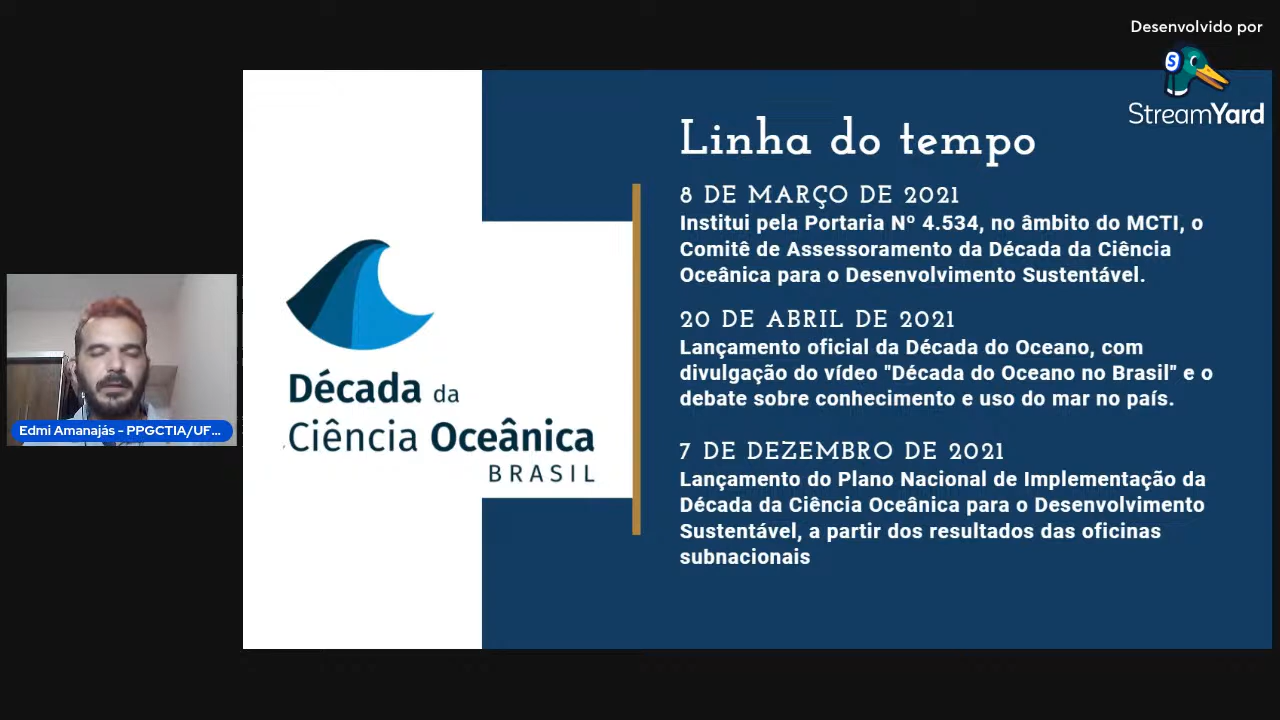 Desenvolvido por
StreamYard
Linha do tempo
8 DE MARÇO DE 2021
Institui pela Portaria Nº 4.534, no âmbito do MCTI, o
Comitê de Assessoramento da Década da Ciência
Oceânica para o Desenvolvimento Sustentável.
20 DE ABRIL DE 2021
Lançamento oficial da Década do Oceano, com
divulgação do vídeo "Década do Oceano no Brasil" e o
debate sobre conhecimento e uso do mar no país.
7 DE DEZEMBRO DE 2021
Lançamento do Plano Nacional de Implementação da
Década da Ciência Oceânica para o Desenvolvimento
Sustentável, a partir dos resultados das oficinas
subnacionais
Década da
Ciência Oceânica
BRASIL
Edmi Amanajás - PPGCTIA/UF...